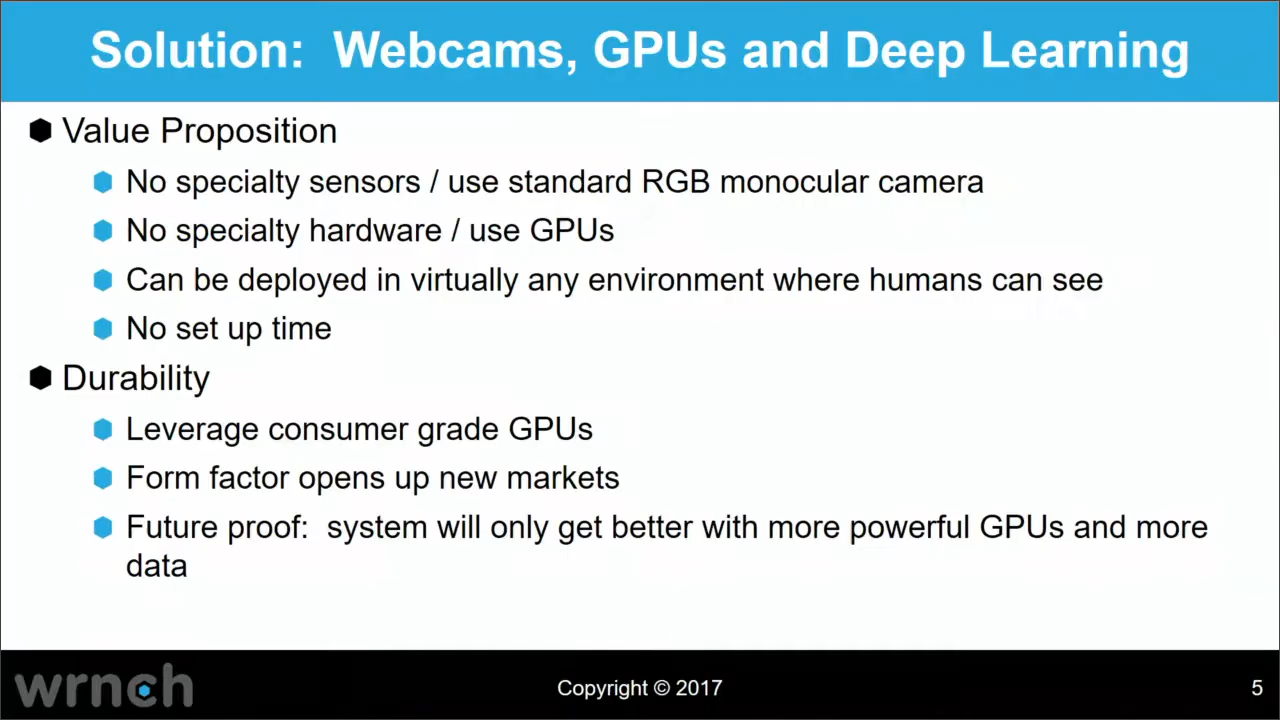 Solution:  Webcams, GPUs and Deep Learning
Value Proposition
No specialty sensors / use standard RGB monocular camera
No specialty hardware / use GPUs
Can be deployed in virtually any environment where humans can see
No set up time
Durability
Leverage consumer grade GPUs
Form factor opens up new markets
Future proof:  system will only get better with more powerful GPUs and more
data
wrnch
Copyright © 2017
5